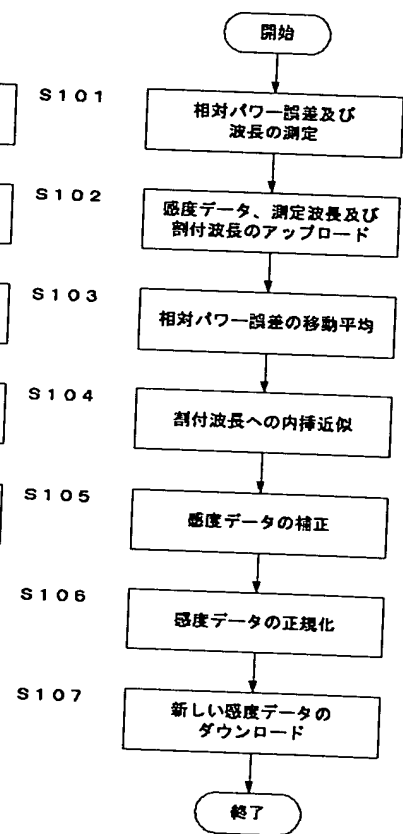 開始
S101
相対パワー誤差及び
波長の測定
S102
感度データ、測定波長及び
割付波長のアップロード
S103
相対パワー誤差の移動平均
S104
割付波長への内挿近似
S105
感度データの補正
S106
感度データの正規化
S107
新しい感度データの
ダウンロード
終了